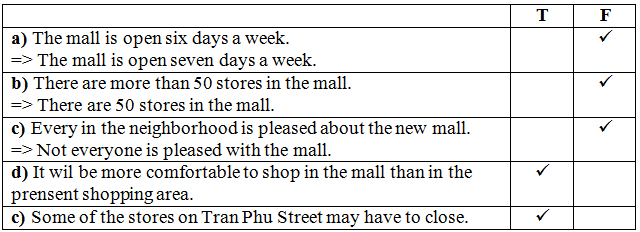 T F
a) The mall is open six days a week. ✓
=> The mall is open seven days a week.
b) There are more than 50 stores in the mall. ✓
=> There are 50 stores in the mall.
c) Every in the neighborhood is pleased about the new mall. ✓
=> Not everyone is pleased with the mall.
d) It wil be more comfortable to shop in the mall than in the ✓
prensent shopping area.
c) Some of the stores on Tran Phu Street may have to close. ✓